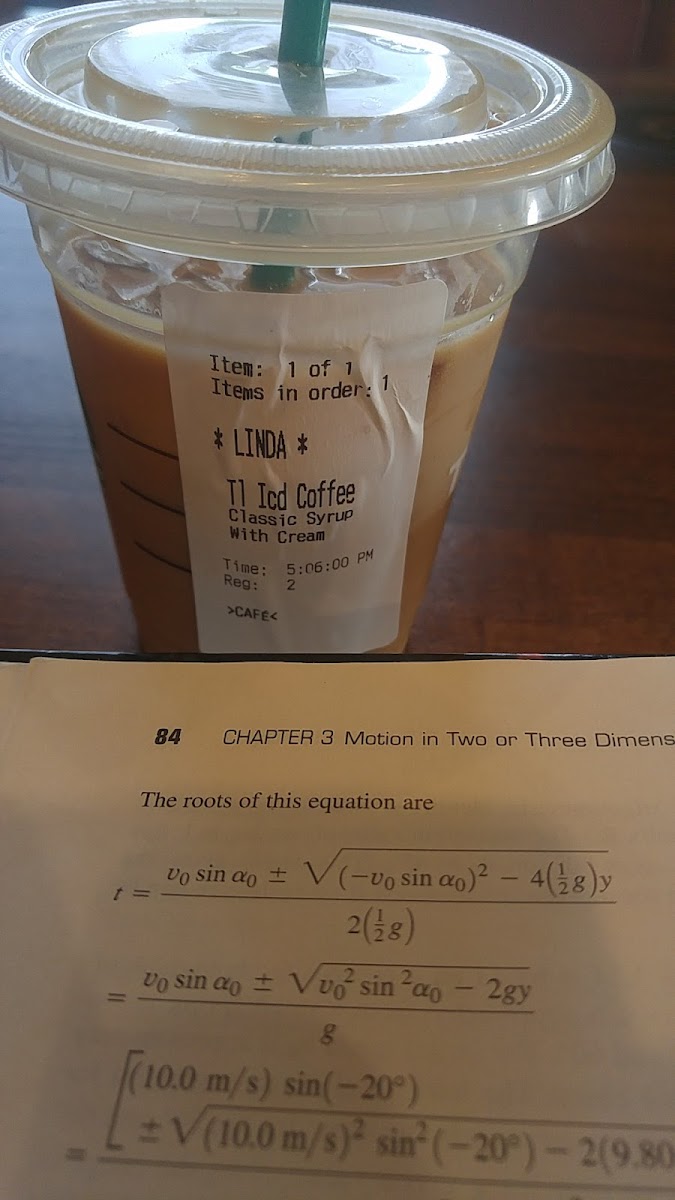 Item: 1 of 1
Items in order: 1
* LINDA *
Tl Icd Coffee
Classic Syrup
With Cream
Time: 5:06:00 PM
Reg: 2
>CAFE<
84 CHAPTER 3 Motion in Two or Three Dimens
The roots of this equation are
t = (v₀ sin α₀ ± √((−v₀ sin α₀)² − 4(½g)y)) / 2(½g)
= (v₀ sin α₀ ± √(v₀² sin² α₀ − 2gy)) / g
[(10.0 m/s) sin(−20°)
= ± √((10.0 m/s)² sin²(−20°) − 2(9.80